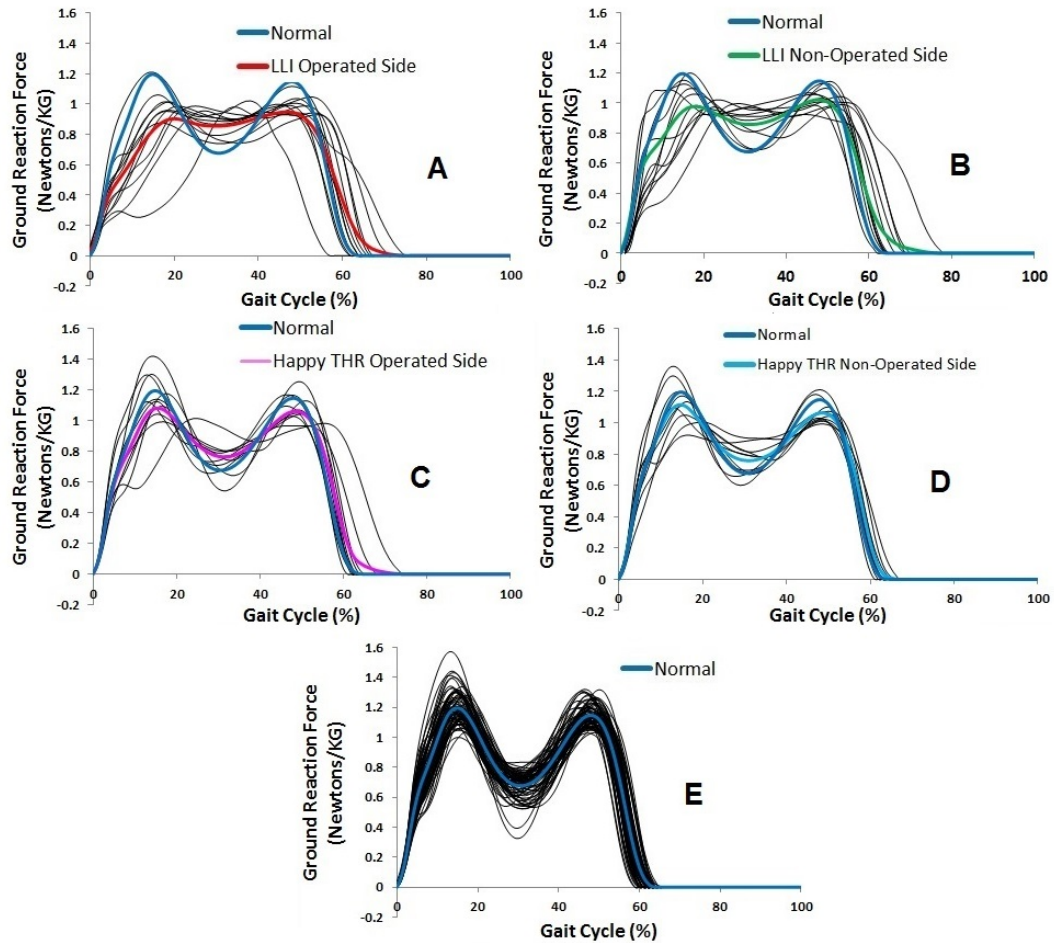 1.6
1.4
1.2
1
0.8
0.6
0.4
0.2
0
-0.2
Ground Reaction Force
(Newtons/KG)
Normal
LLI Operated Side
A
0 20 40 60 80 100
Gait Cycle (%)
1.6
1.4
1.2
1
0.8
0.6
0.4
0.2
0
-0.2
Ground Reaction Force
(Newtons/KG)
Normal
LLI Non-Operated Side
B
0 20 40 60 80 100
Gait Cycle (%)
1.6
1.4
1.2
1
0.8
0.6
0.4
0.2
0
-0.2
Ground Reaction Force
(Newtons/KG)
Normal
Happy THR Operated Side
C
0 20 40 60 80 100
Gait Cycle (%)
1.6
1.4
1.2
1
0.8
0.6
0.4
0.2
0
-0.2
Ground Reaction Force
(Newtons/KG)
Normal
Happy THR Non-Operated Side
D
0 20 40 60 80 100
Gait Cycle (%)
1.6
1.4
1.2
1
0.8
0.6
0.4
0.2
0
-0.2
Ground Reaction Force
(Newtons/KG)
Normal
E
0 20 40 60 80 100
Gait Cycle (%)